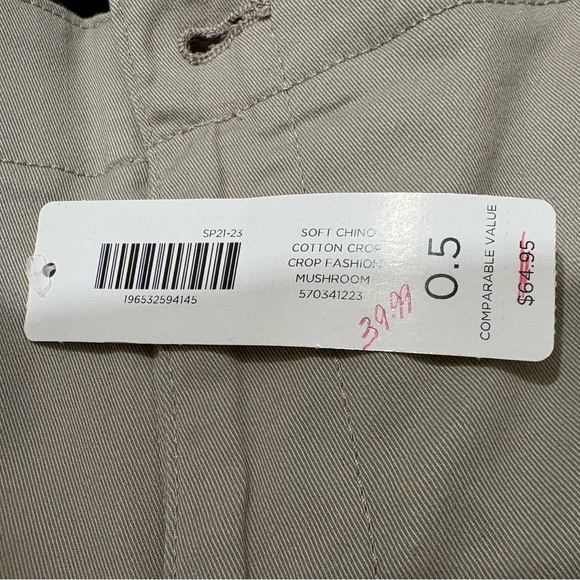 SP21-23
196532594145
SOFT CHINO
COTTON CROP
CROP FASHION
MUSHROOM
570341223
39.99
0.5
COMPARABLE VALUE
$64.95